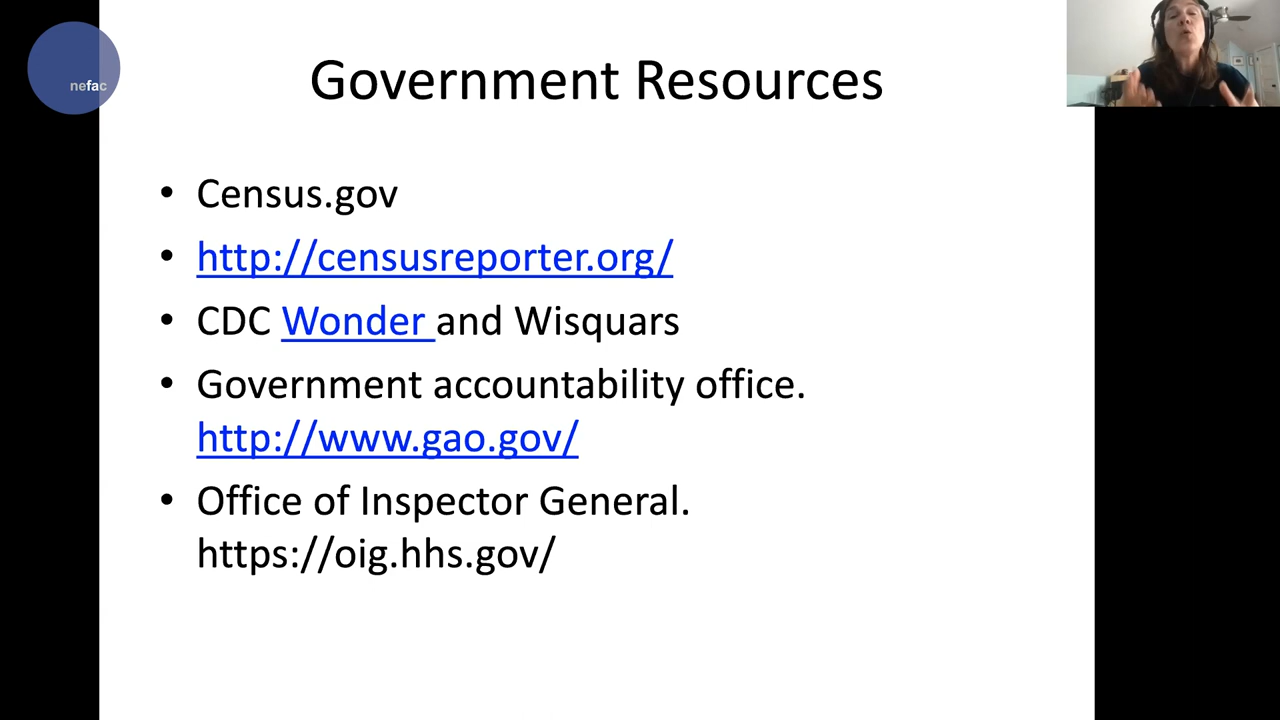 nefac
Government Resources
• Census.gov
• http://censusreporter.org/
• CDC Wonder and Wisquars
• Government accountability office.
http://www.gao.gov/
• Office of Inspector General.
https://oig.hhs.gov/